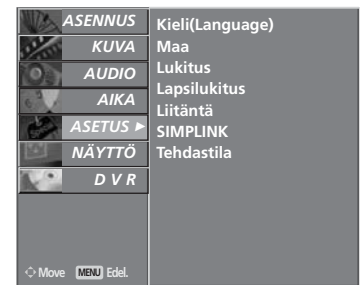 ASENNUS
KUVA
AUDIO
AIKA
ASETUS ►
NÄYTTÖ
D V R
Kieli(Language)
Maa
Lukitus
Lapsilukitus
Liitäntä
SIMPLINK
Tehdastila
Move MENU Edel.